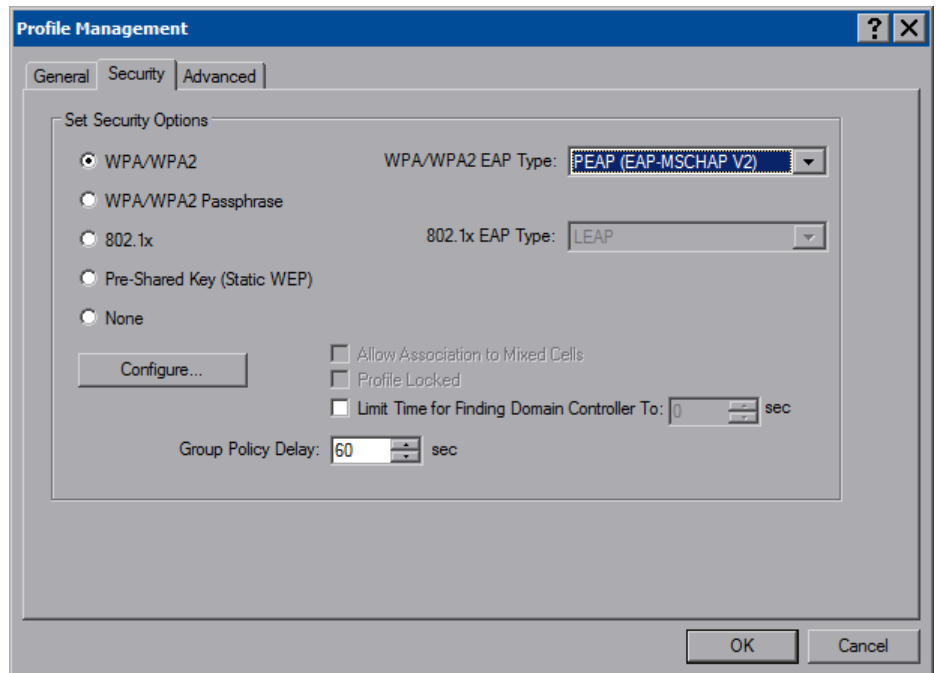 Profile Management
General Security Advanced
Set Security Options
WPA/WPA2 WPA/WPA2 EAP Type: PEAP (EAP-MSCHAP V2)
WPA/WPA2 Passphrase
802.1x 802.1x EAP Type: LEAP
Pre-Shared Key (Static WEP)
None
Configure... Allow Association to Mixed Cells
Profile Locked
Limit Time for Finding Domain Controller To: 0 sec
Group Policy Delay: 60 sec
OK Cancel